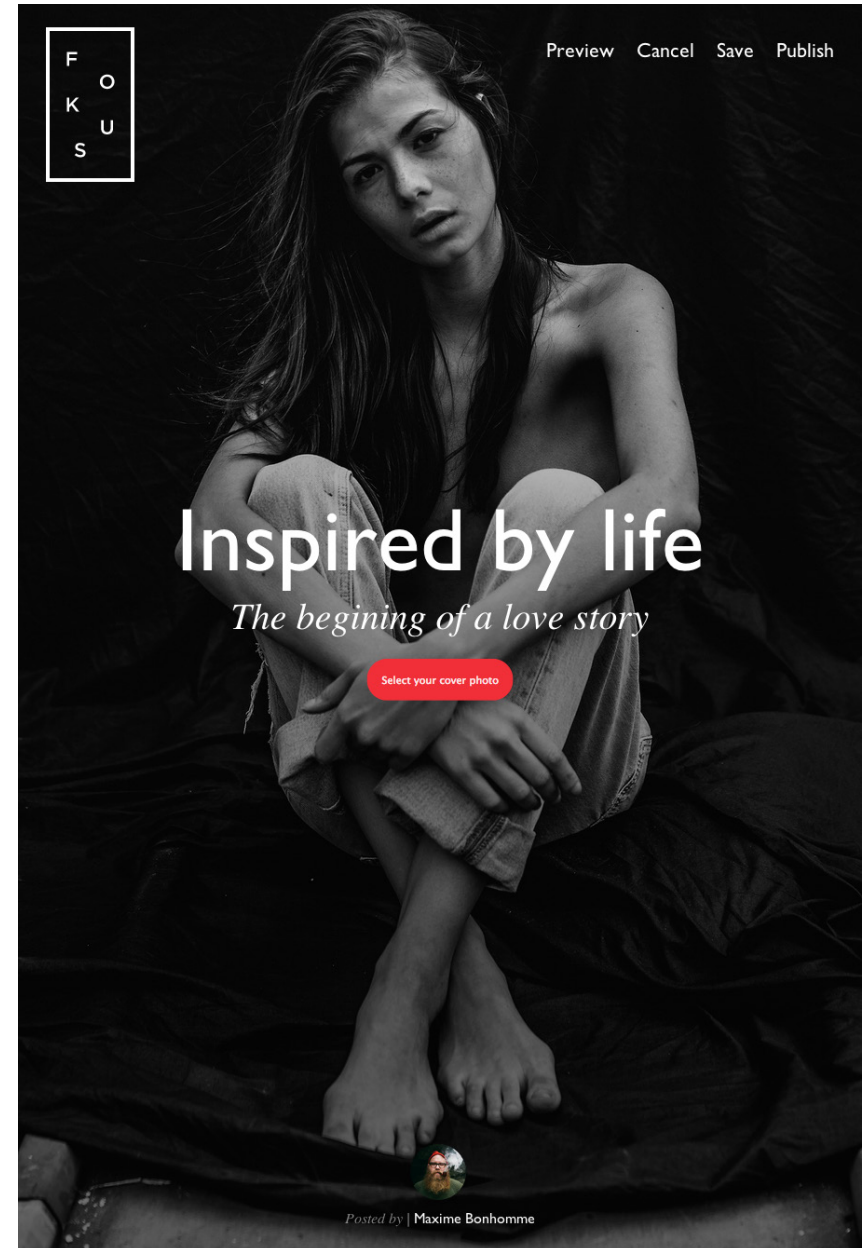 F
O
K
U
S
Preview Cancel Save Publish
Inspired by life
The begining of a love story
Select your cover photo
Posted by | Maxime Bonhomme